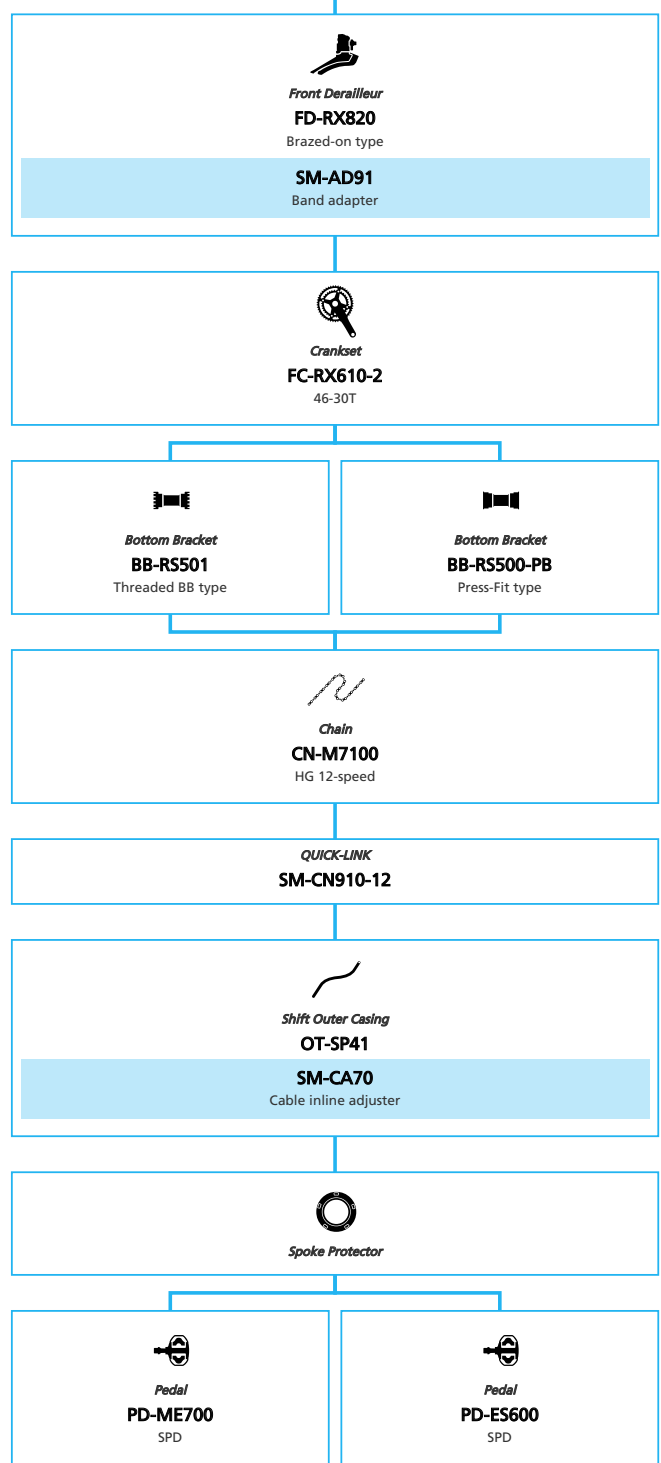 Front Derailleur
FD-RX820
Brazed-on type
SM-AD91
Band adapter
Crankset
FC-RX610-2
46-30T
Bottom Bracket
BB-RS501
Threaded BB type
Bottom Bracket
BB-RS500-PB
Press-Fit type
Chain
CN-M7100
HG 12-speed
QUICK-LINK
SM-CN910-12
Shift Outer Casing
OT-SP41
SM-CA70
Cable inline adjuster
Spoke Protector
Pedal
PD-ME700
SPD
Pedal
PD-ES600
SPD